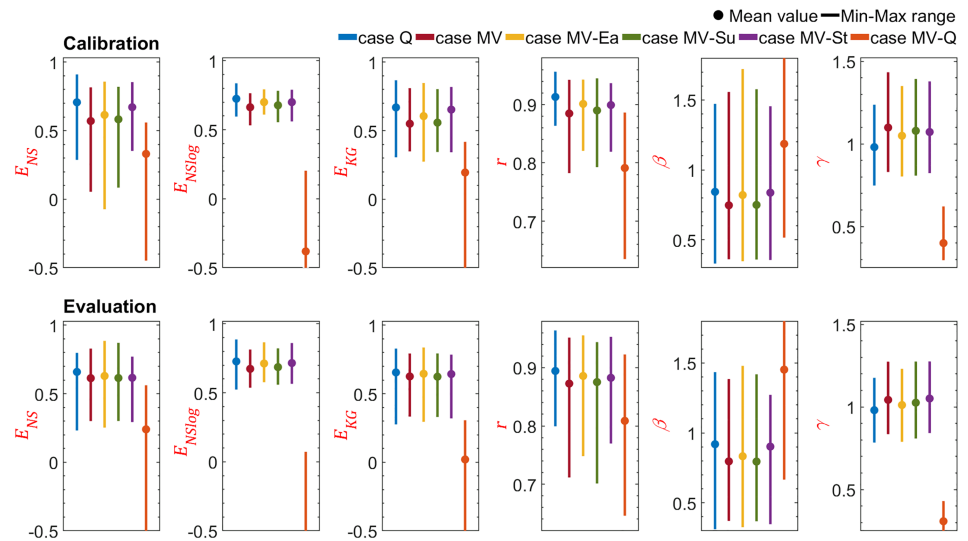 Mean value Min-Max range
Calibration
case Q case MV case MV-Ea case MV-Su case MV-St case MV-Q
1 0.5 0 -0.5 E_NS
1 0.5 0 -0.5 E_NSlog
1 0.5 0 -0.5 E_KG
0.9 0.8 0.7 r
1.5 1 0.5 β
1.5 1 0.5 γ
Evaluation
1 0.5 0 -0.5 E_NS
1 0.5 0 -0.5 E_NSlog
1 0.5 0 -0.5 E_KG
0.9 0.8 0.7 r
1.5 1 0.5 β
1.5 1 0.5 γ